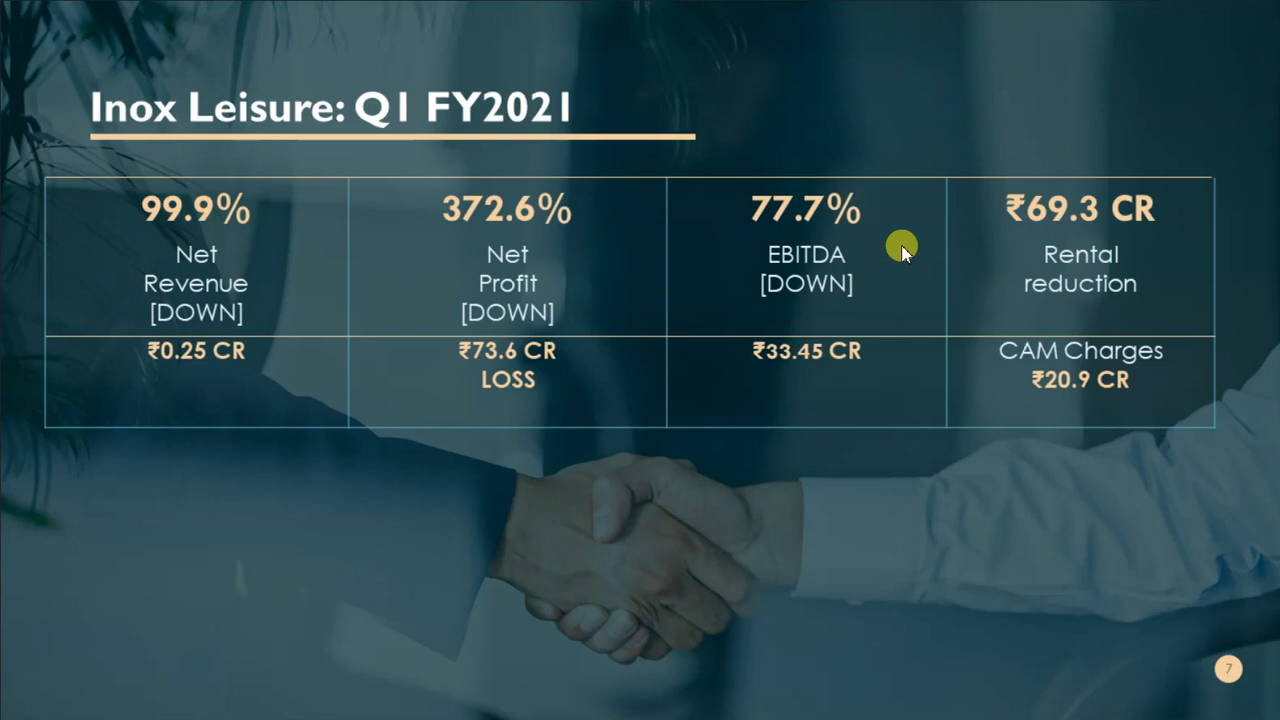 Inox Leisure: Q1 FY2021
99.9%
Net
Revenue
[DOWN]
372.6%
Net
Profit
[DOWN]
77.7%
EBITDA
[DOWN]
₹69.3 CR
Rental
reduction
₹0.25 CR
₹73.6 CR
LOSS
₹33.45 CR
CAM Charges
₹20.9 CR
7